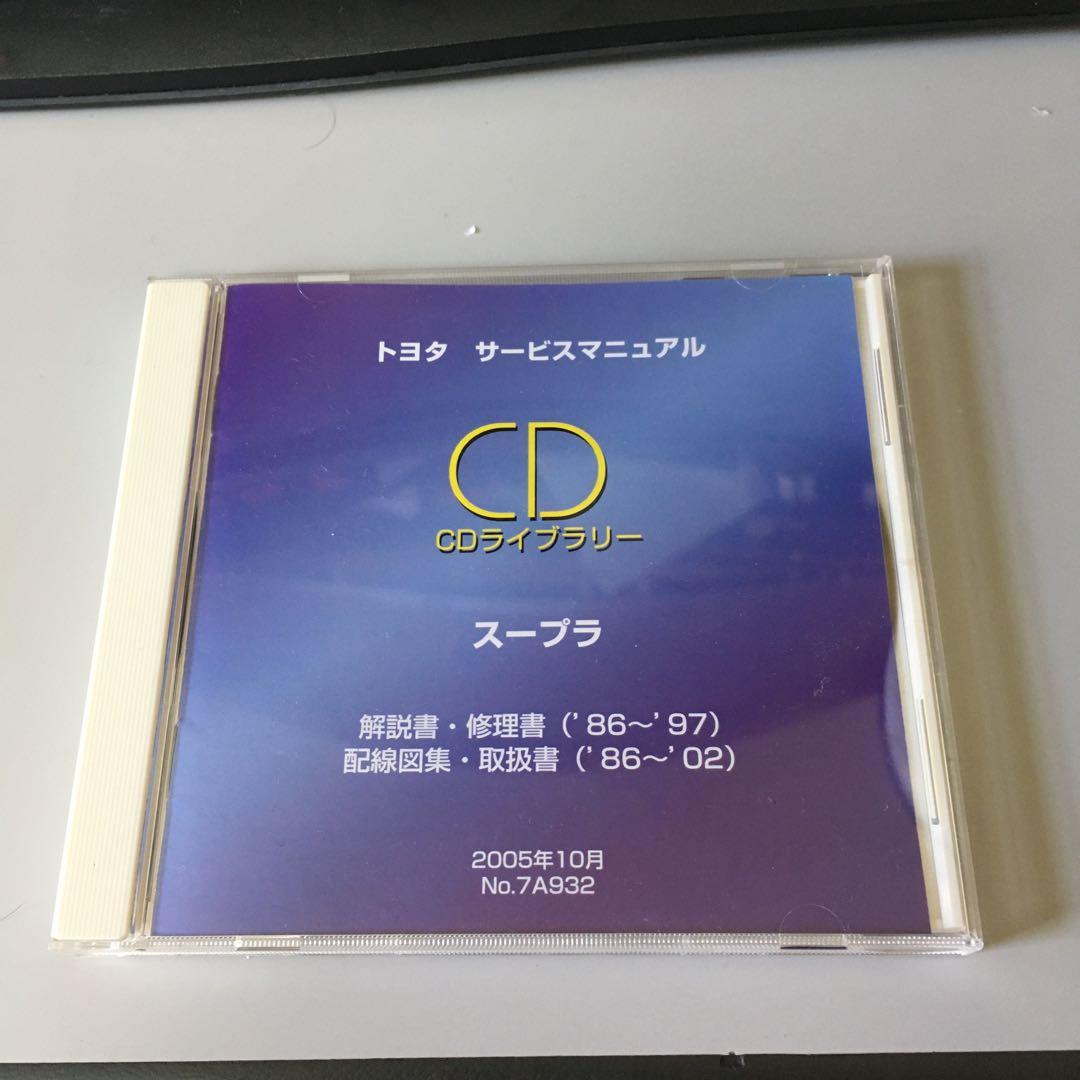 トヨタ　サービスマニュアル
CD
CDライブラリー
スープラ
解説書・修理書（’86～’97）
配線図集・取扱書（’86～’02）
2005年10月
No.7A932